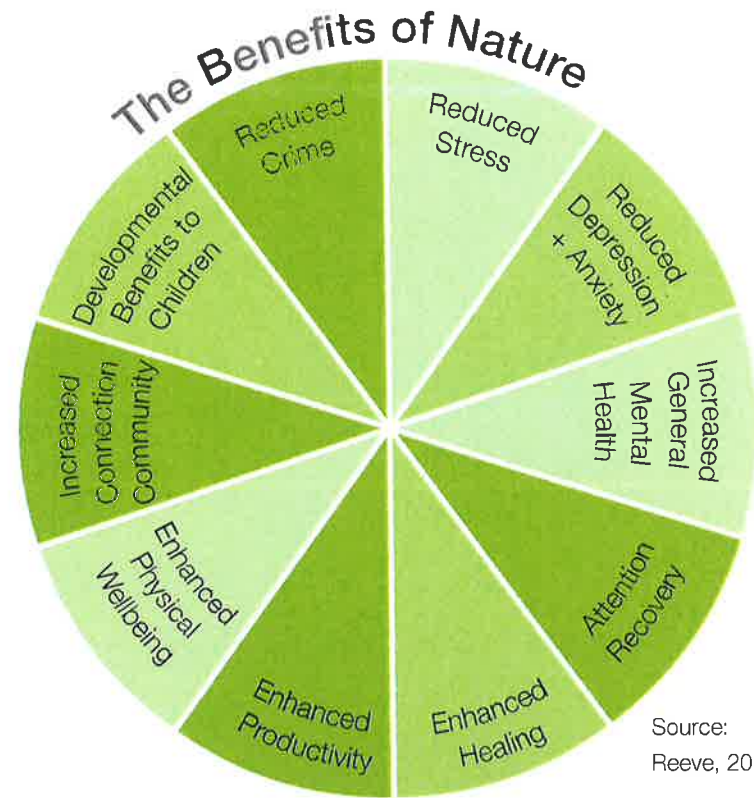 The Benefits of Nature
Reduced
Stress
Reduced
Depression
+ Anxiety
Increased
General
Mental
Health
Attention
Recovery
Enhanced
Healing
Enhanced
Productivity
Enhanced
Physical
Wellbeing
Increased
Connection
Community
Developmental
Benefits to
Children
Reduced
Crime
Source:
Reeve, 20